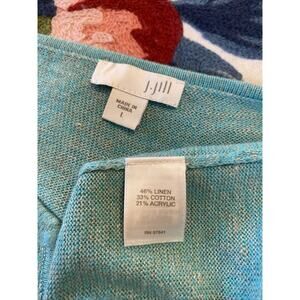 j.jill
MADE IN
CHINA
L
46% LINEN
33% COTTON
21% ACRYLIC